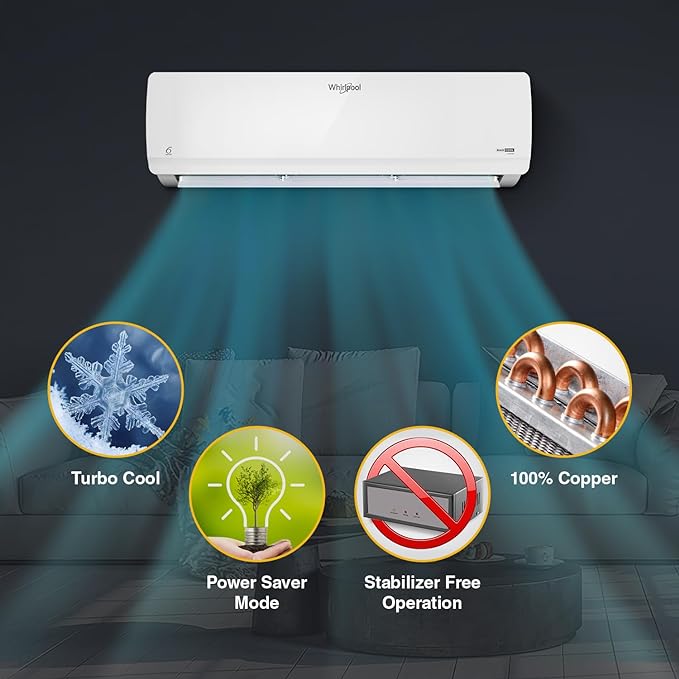 Whirlpool
Turbo Cool
100% Copper
Power Saver
Mode
Stabilizer Free
Operation